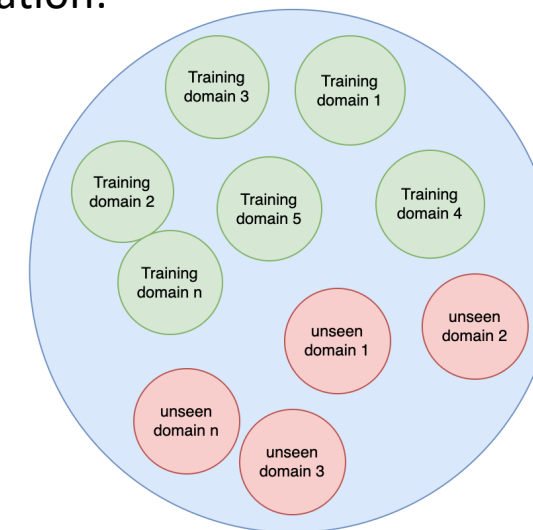 Training
domain 3
Training
domain 1
Training
domain 2
Training
domain 5
Training
domain 4
Training
domain n
unseen
domain 1
unseen
domain 2
unseen
domain n
unseen
domain 3